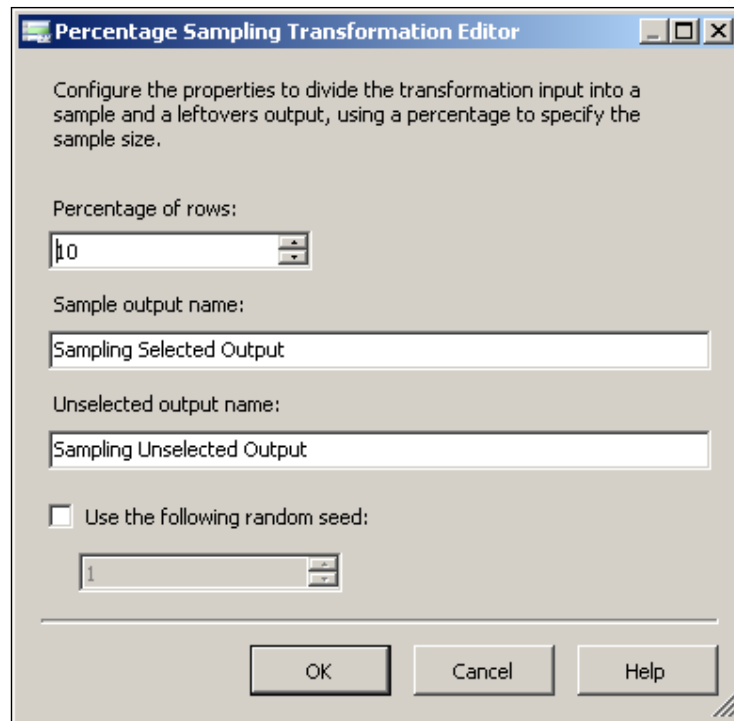 Percentage Sampling Transformation Editor
Configure the properties to divide the transformation input into a
sample and a leftovers output, using a percentage to specify the
sample size.
Percentage of rows:
10
Sample output name:
Sampling Selected Output
Unselected output name:
Sampling Unselected Output
Use the following random seed:
1
OK
Cancel
Help